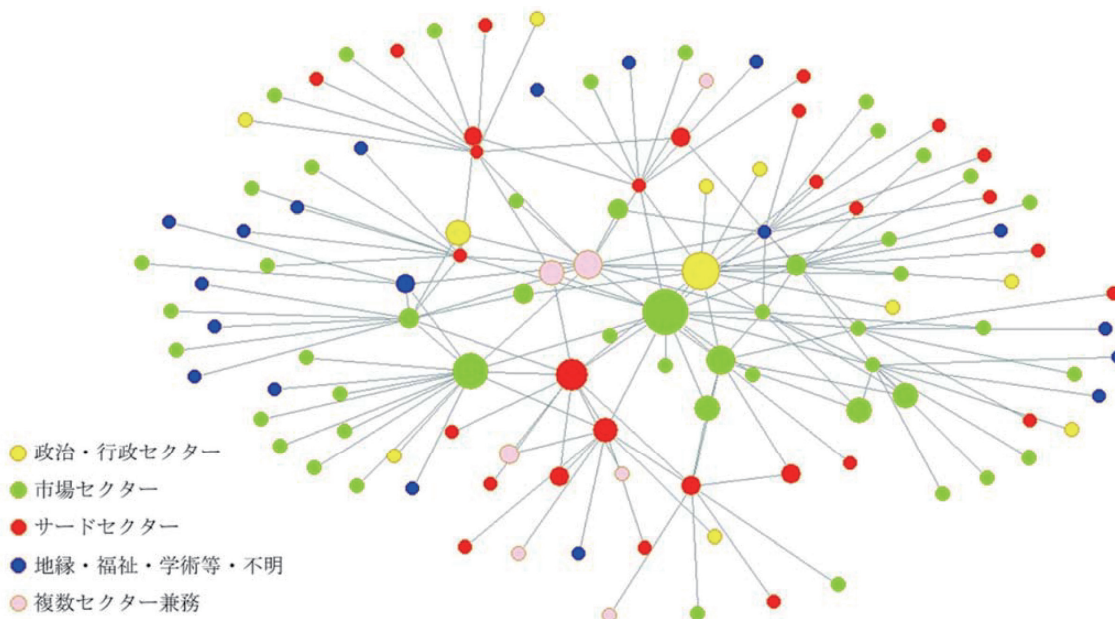 政治・行政セクター
市場セクター
サードセクター
地縁・福祉・学術等・不明
複数セクター兼務